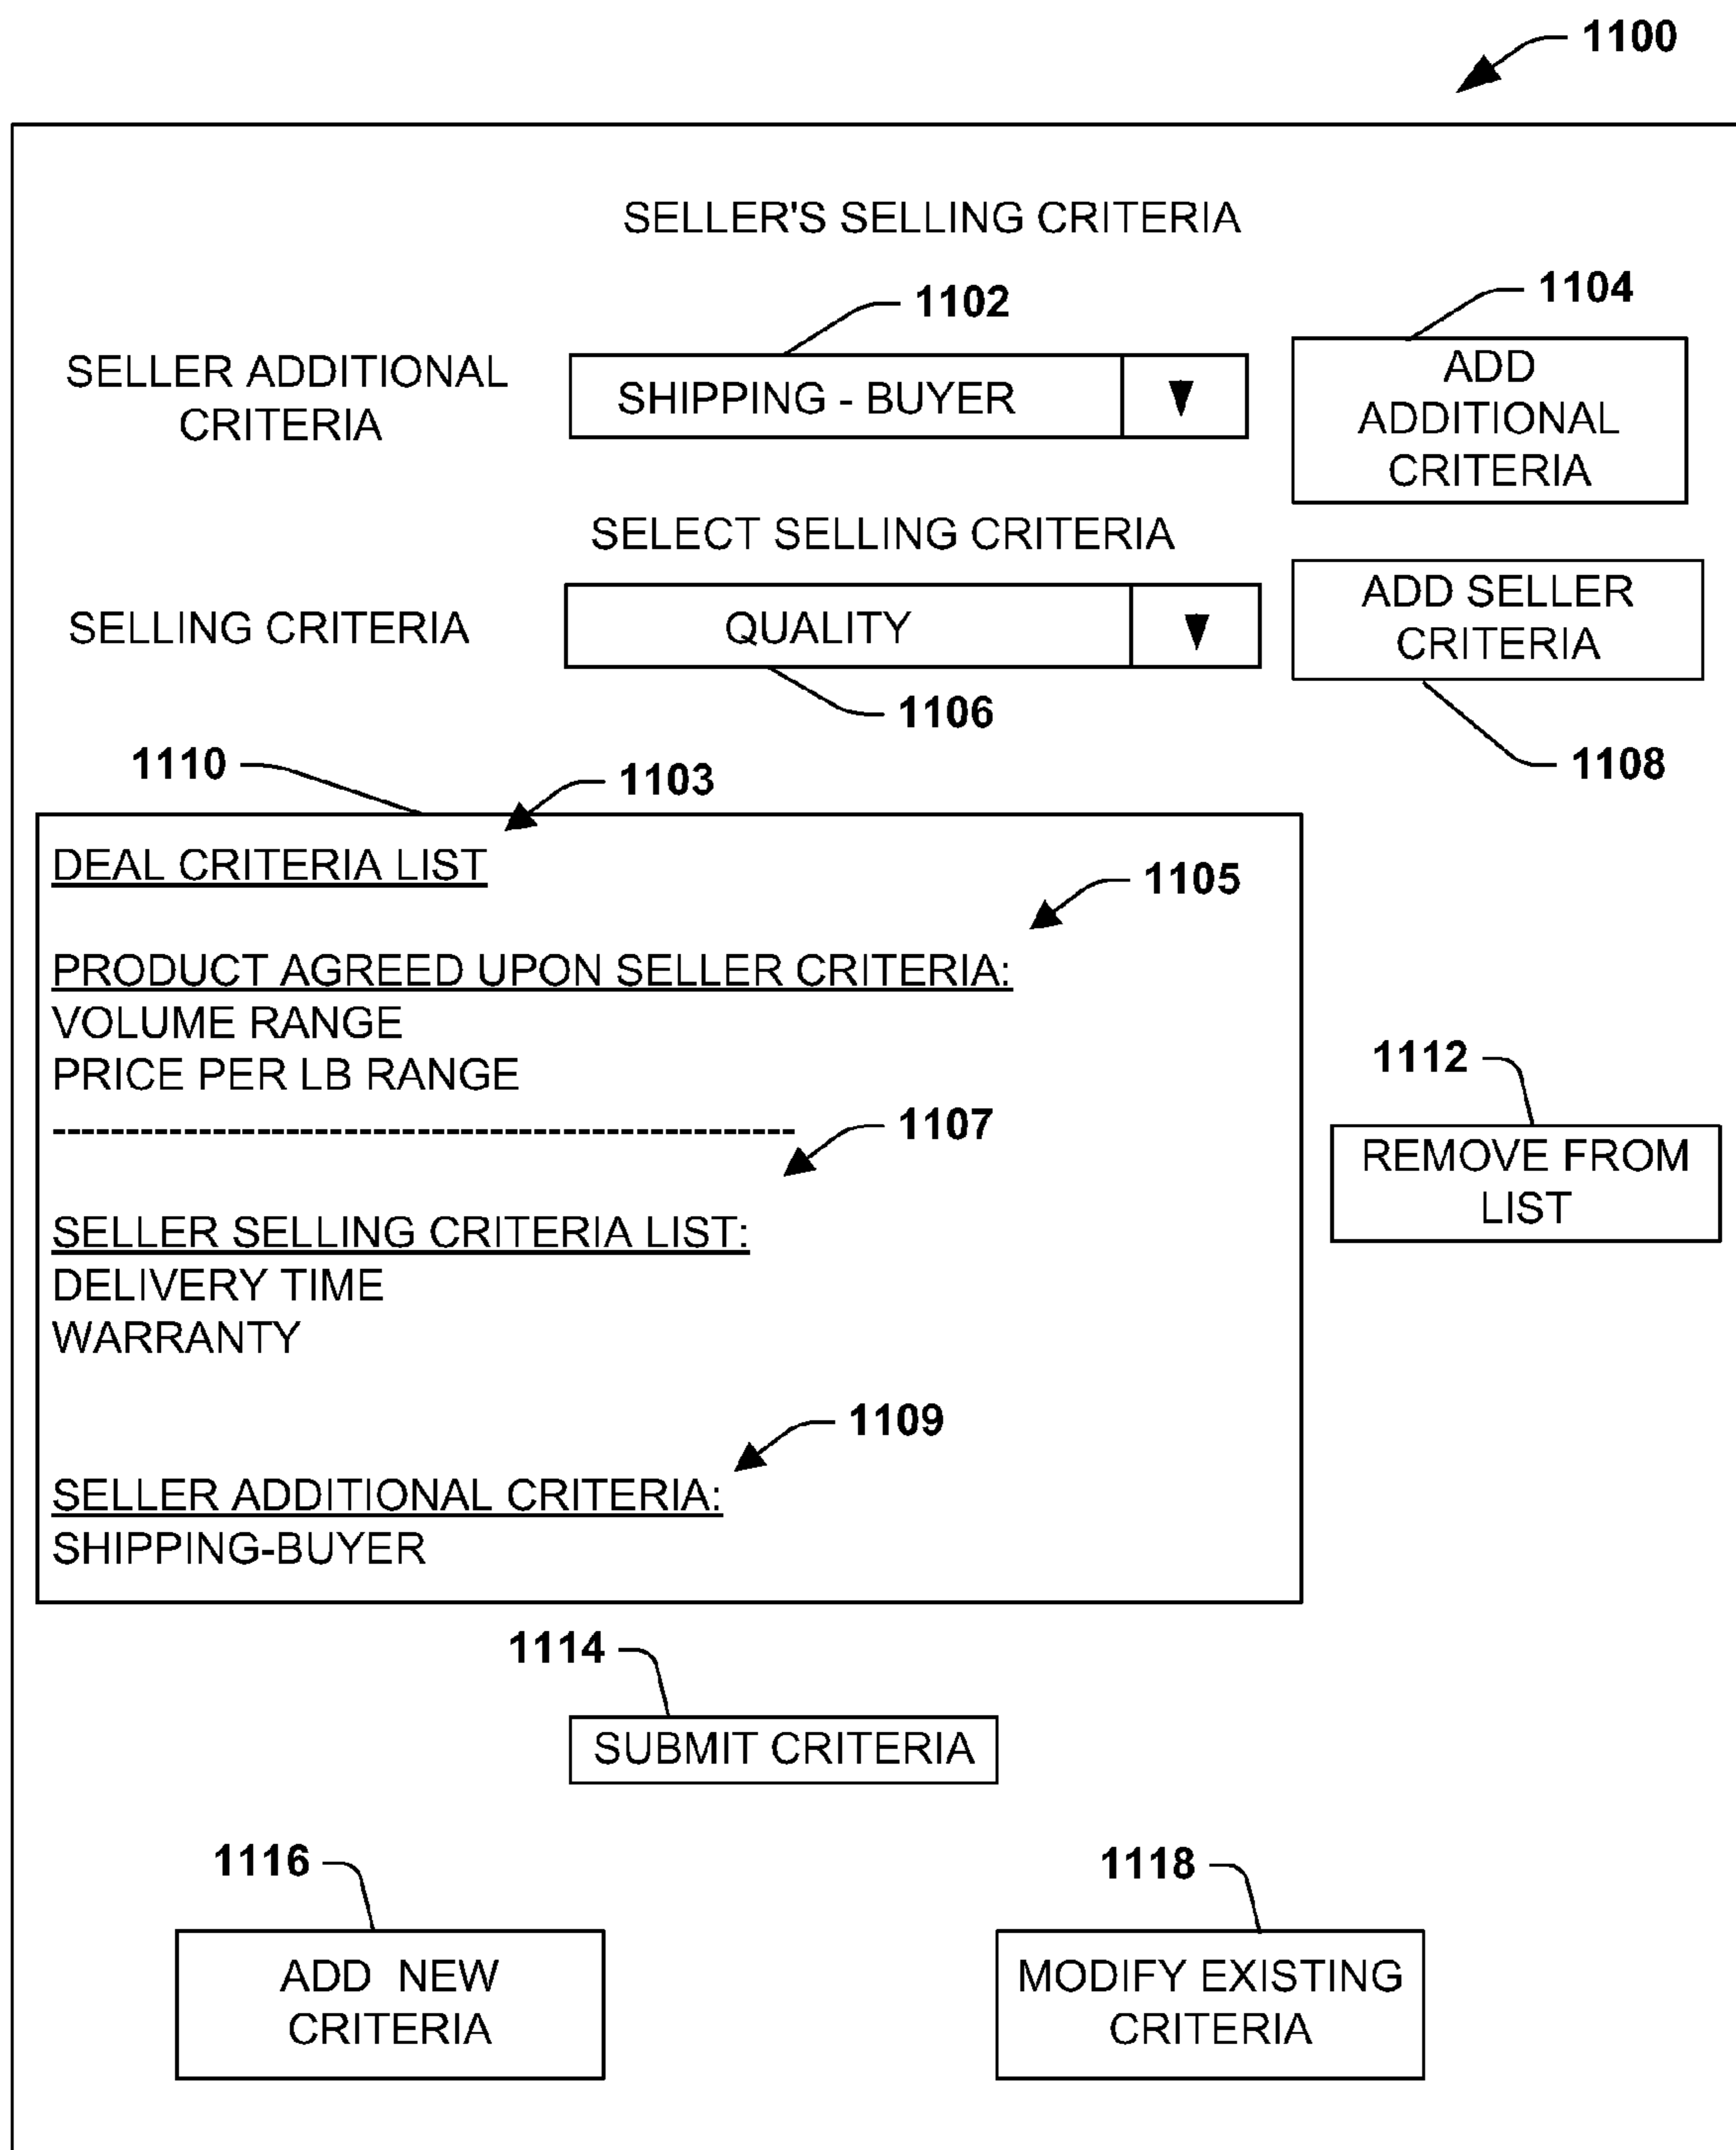 1100
SELLER'S SELLING CRITERIA
1102
1104
SELLER ADDITIONAL
CRITERIA
SHIPPING - BUYER
ADD
ADDITIONAL
CRITERIA
SELECT SELLING CRITERIA
SELLING CRITERIA
QUALITY
ADD SELLER
CRITERIA
1106
1108
1110
1103
DEAL CRITERIA LIST
1105
PRODUCT AGREED UPON SELLER CRITERIA:
VOLUME RANGE
PRICE PER LB RANGE
---------------------------------------------------
1107
1112
REMOVE FROM
LIST
SELLER SELLING CRITERIA LIST:
DELIVERY TIME
WARRANTY
1109
SELLER ADDITIONAL CRITERIA:
SHIPPING-BUYER
1114
SUBMIT CRITERIA
1116
1118
ADD NEW
CRITERIA
MODIFY EXISTING
CRITERIA